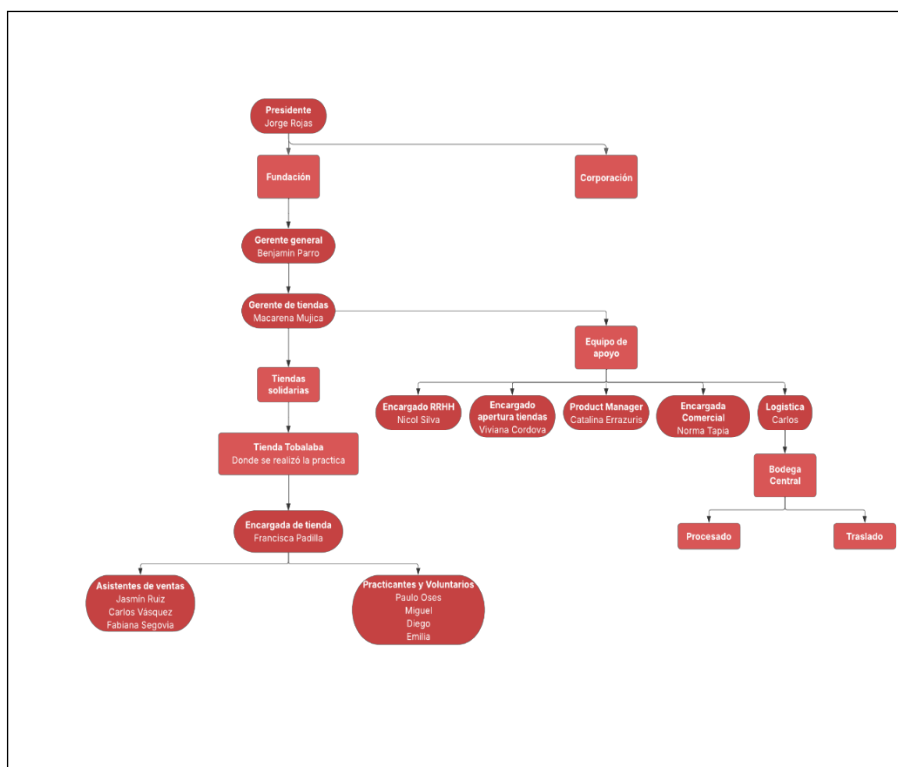 Presidente
Jorge Rojas
Fundación
Corporación
Gerente general
Benjamín Parro
Gerente de tiendas
Macarena Mujica
Equipo de
apoyo
Tiendas
solidarias
Encargado RRHH
Nicol Silva
Encargado
apertura tiendas
Viviana Cordova
Product Manager
Catalina Errazuris
Encargada
Comercial
Norma Tapia
Logística
Carlos
Tienda Tobalaba
Donde se realizó la practica
Bodega
Central
Encargada de tienda
Francisca Padilla
Procesado
Traslado
Asistentes de ventas
Jasmín Ruiz
Carlos Vásquez
Fabiana Segovia
Practicantes y Voluntarios
Paulo Oses
Miguel
Diego
Emilia